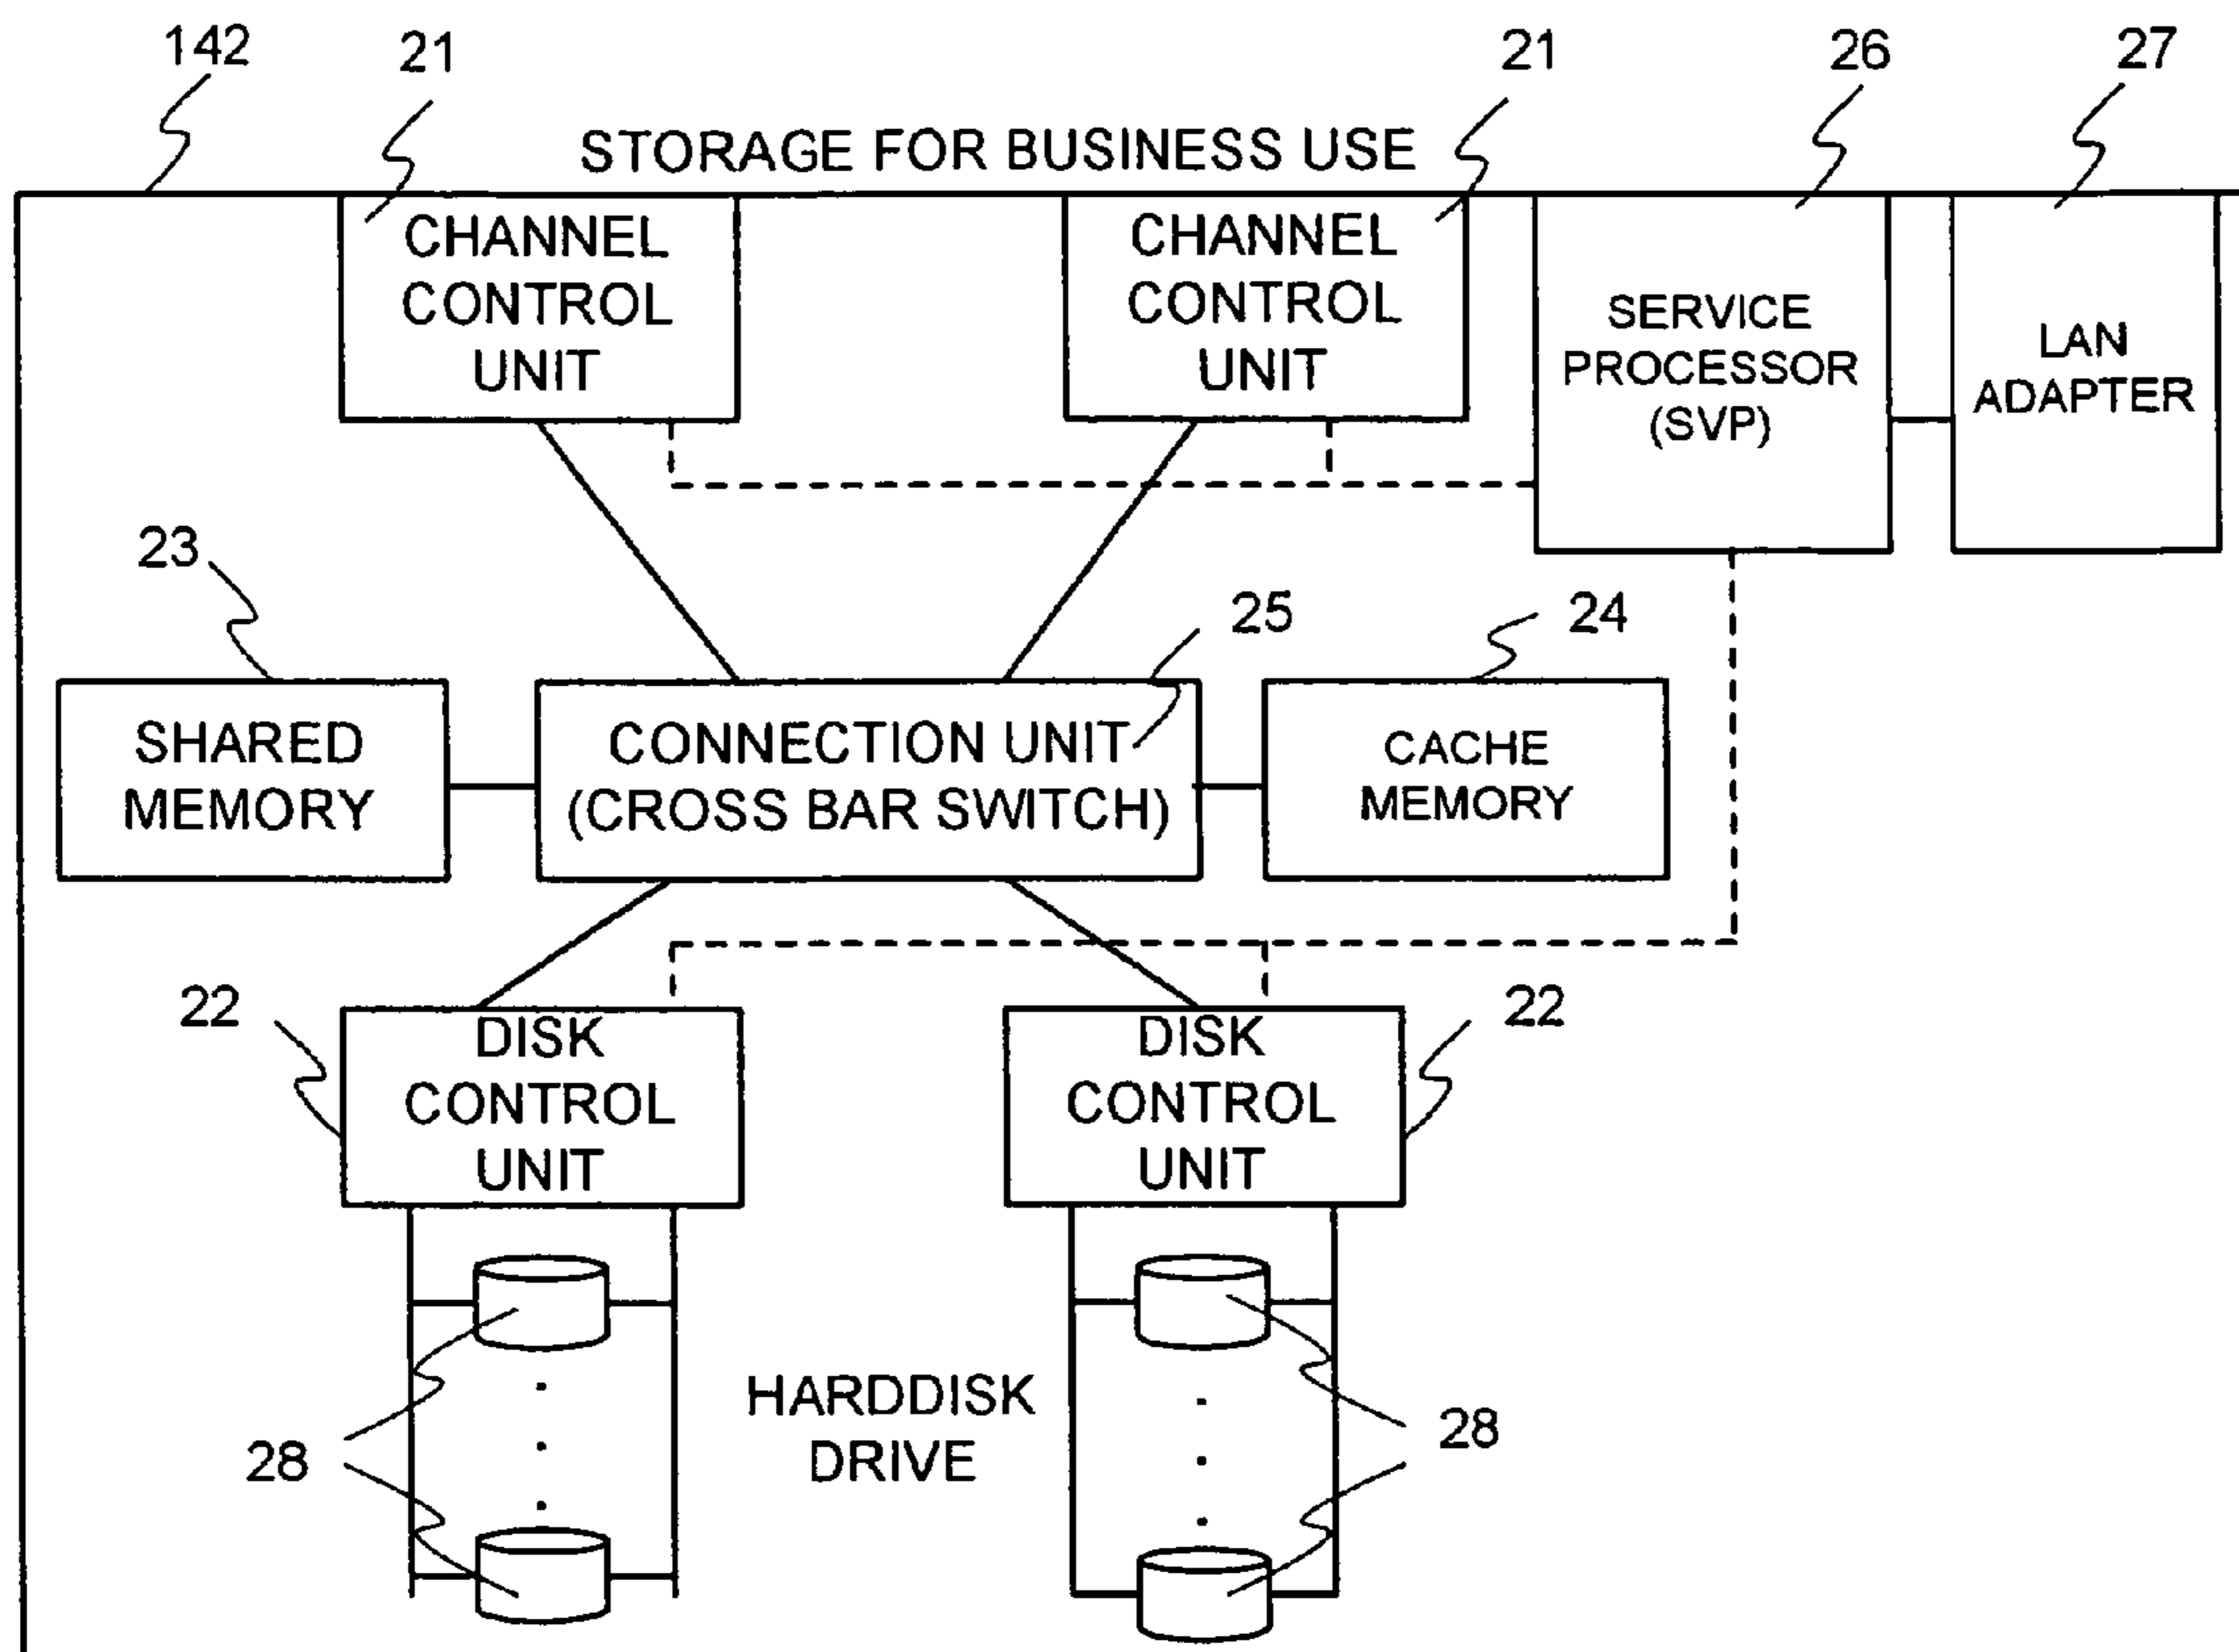 142
21
21
26
27
STORAGE FOR BUSINESS USE
CHANNEL
CONTROL
UNIT
CHANNEL
CONTROL
UNIT
SERVICE
PROCESSOR
(SVP)
LAN
ADAPTER
23
25
24
SHARED
MEMORY
CONNECTION UNIT
(CROSS BAR SWITCH)
CACHE
MEMORY
22
DISK
CONTROL
UNIT
DISK
CONTROL
UNIT
22
28
HARDDISK
DRIVE
28